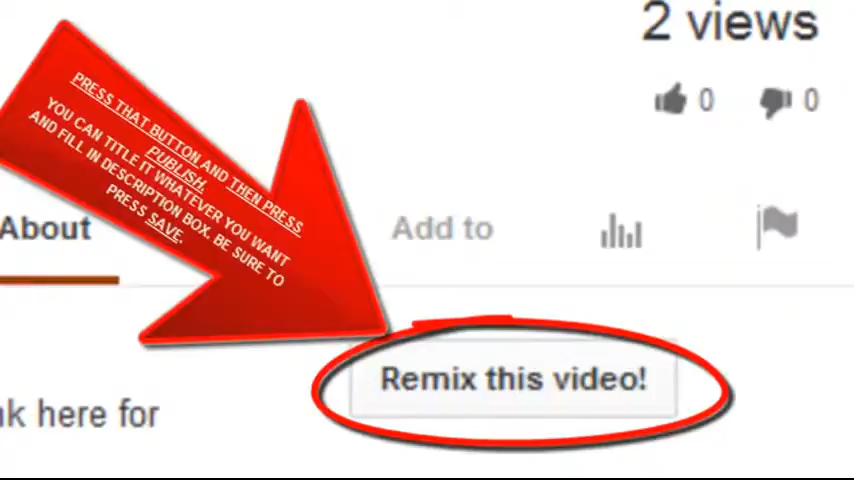 2 views
0 0
PRESS THAT BUTTON AND THEN PRESS
PUBLISH.
YOU CAN TITLE IT WHATEVER YOU WANT
AND FILL IN DESCRIPTION BOX. BE SURE TO
PRESS SAVE.
About Add to
Remix this video!
nk here for